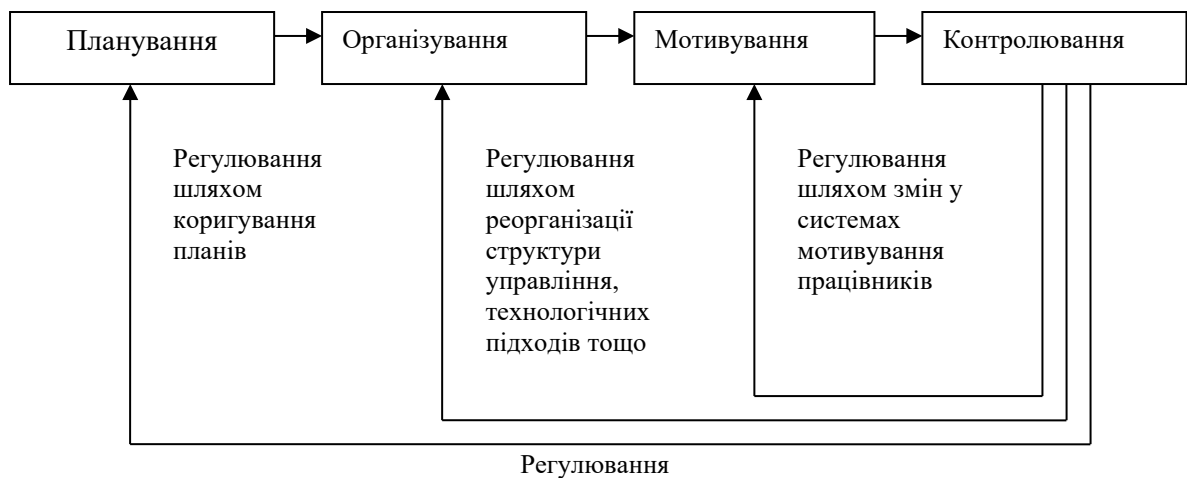 Планування
Організування
Мотивування
Контролювання
Регулювання
шляхом
коригування
планів
Регулювання
шляхом
реорганізації
структури
управління,
технологічних
підходів тощо
Регулювання
шляхом змін у
системах
мотивування
працівників
Регулювання